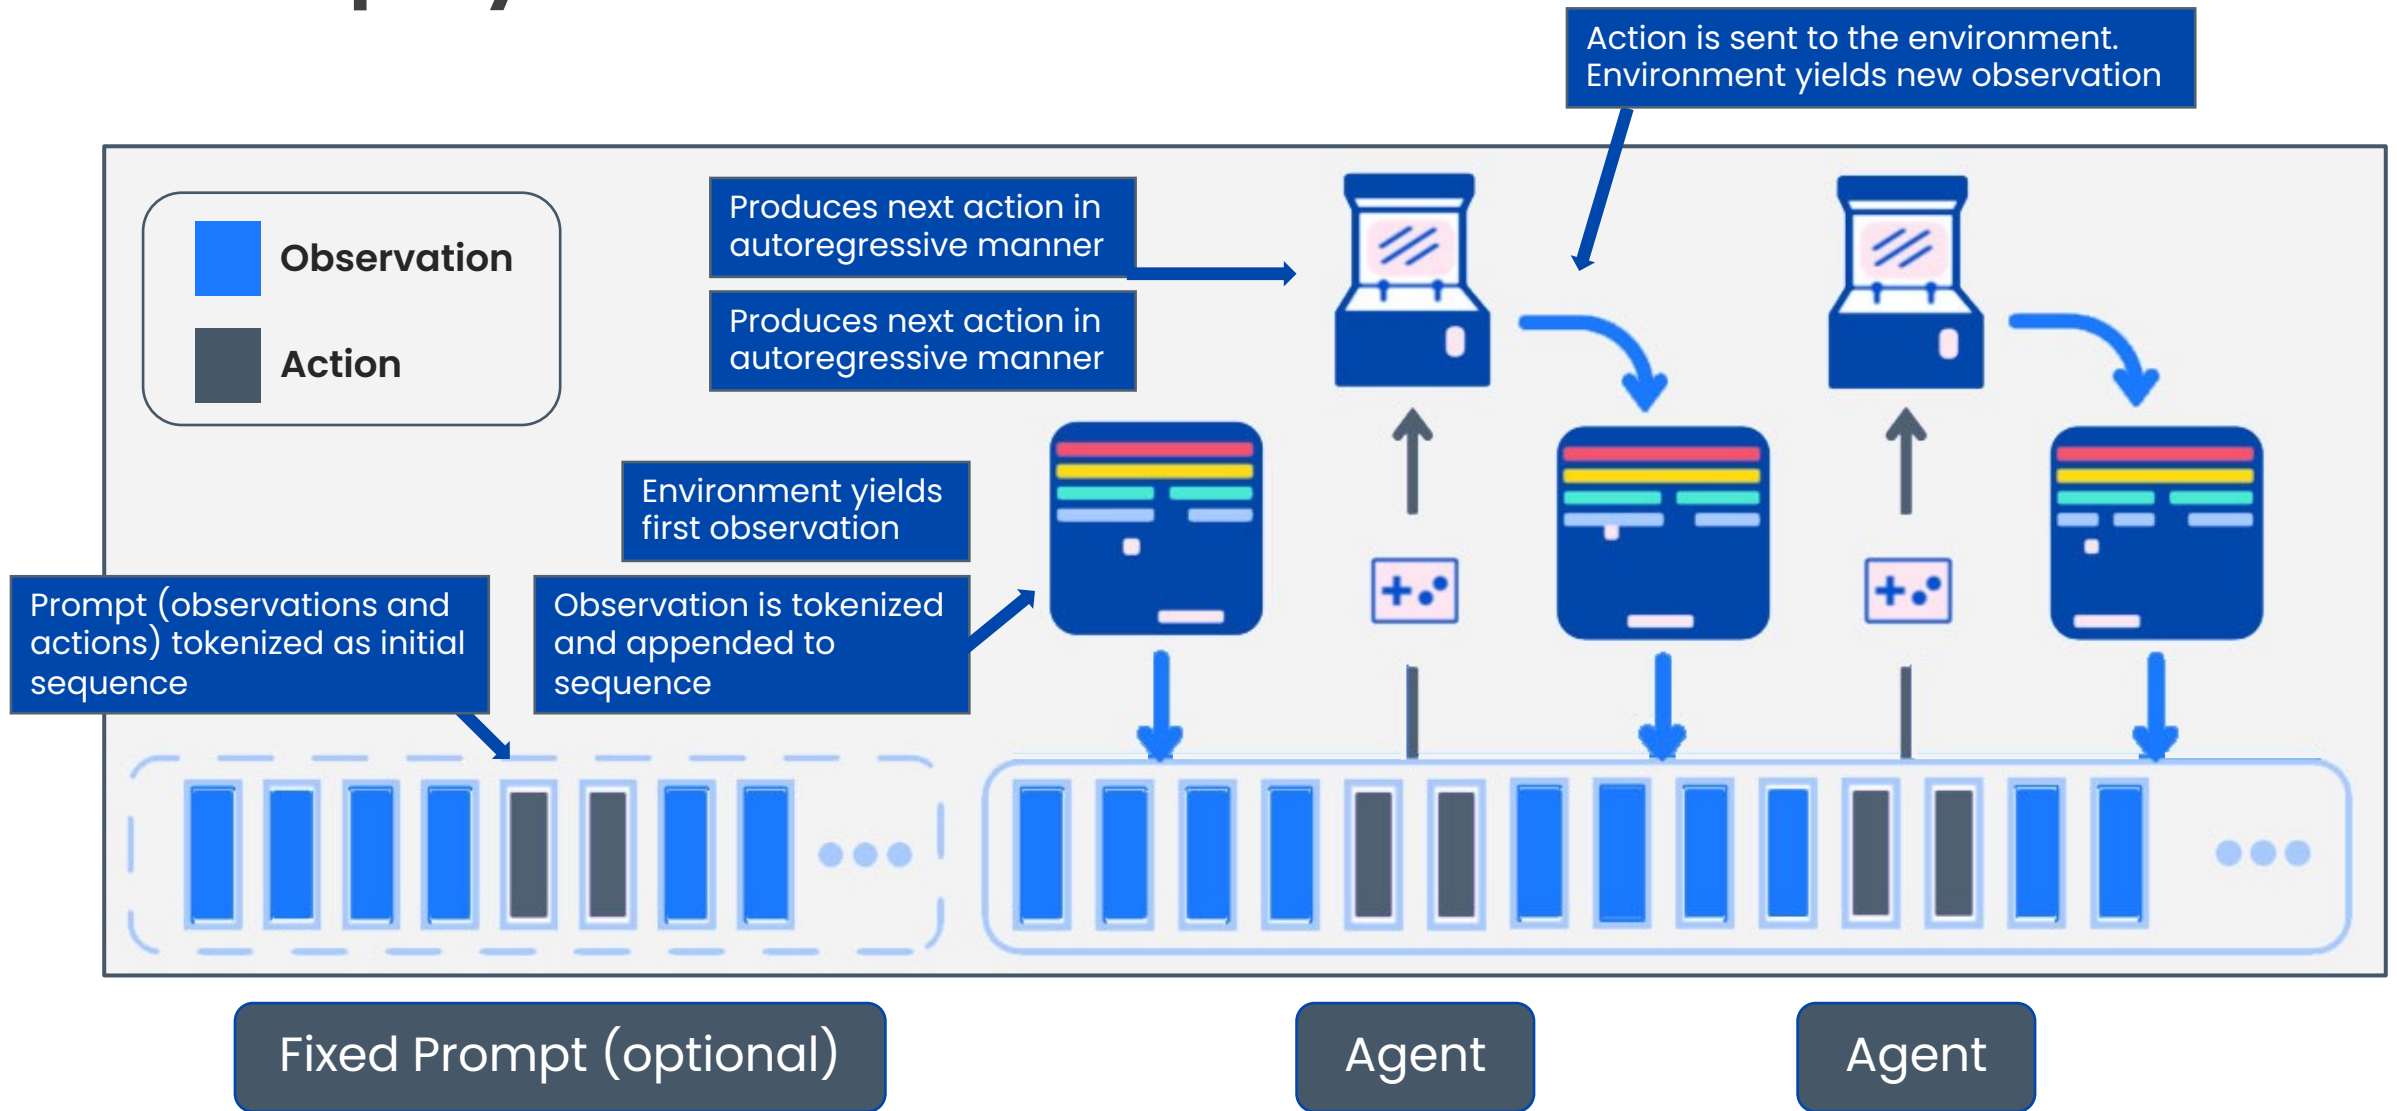 Action is sent to the environment.
Environment yields new observation
Observation
Action
Produces next action in
autoregressive manner
Produces next action in
autoregressive manner
Environment yields
first observation
Prompt (observations and
actions) tokenized as initial
sequence
Observation is tokenized
and appended to
sequence
Fixed Prompt (optional)
Agent
Agent